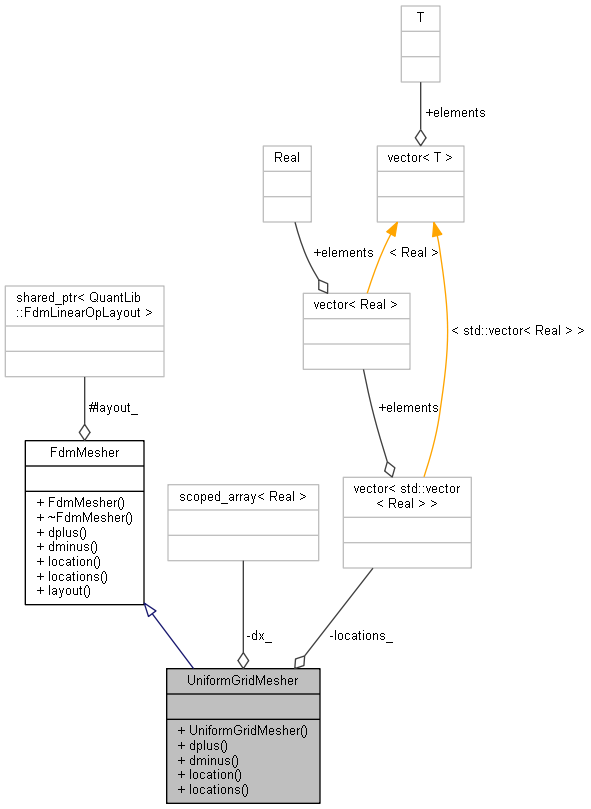 T
+elements
Real
vector< T >
+elements
< Real >
shared_ptr< QuantLib
::FdmLinearOpLayout >
vector< Real >
< std::vector< Real > >
#layout_
+elements
FdmMesher
+ FdmMesher()
+ ~FdmMesher()
+ dplus()
+ dminus()
+ location()
+ locations()
+ layout()
scoped_array< Real >
vector< std::vector
< Real > >
-dx_
-locations_
UniformGridMesher
+ UniformGridMesher()
+ dplus()
+ dminus()
+ location()
+ locations()